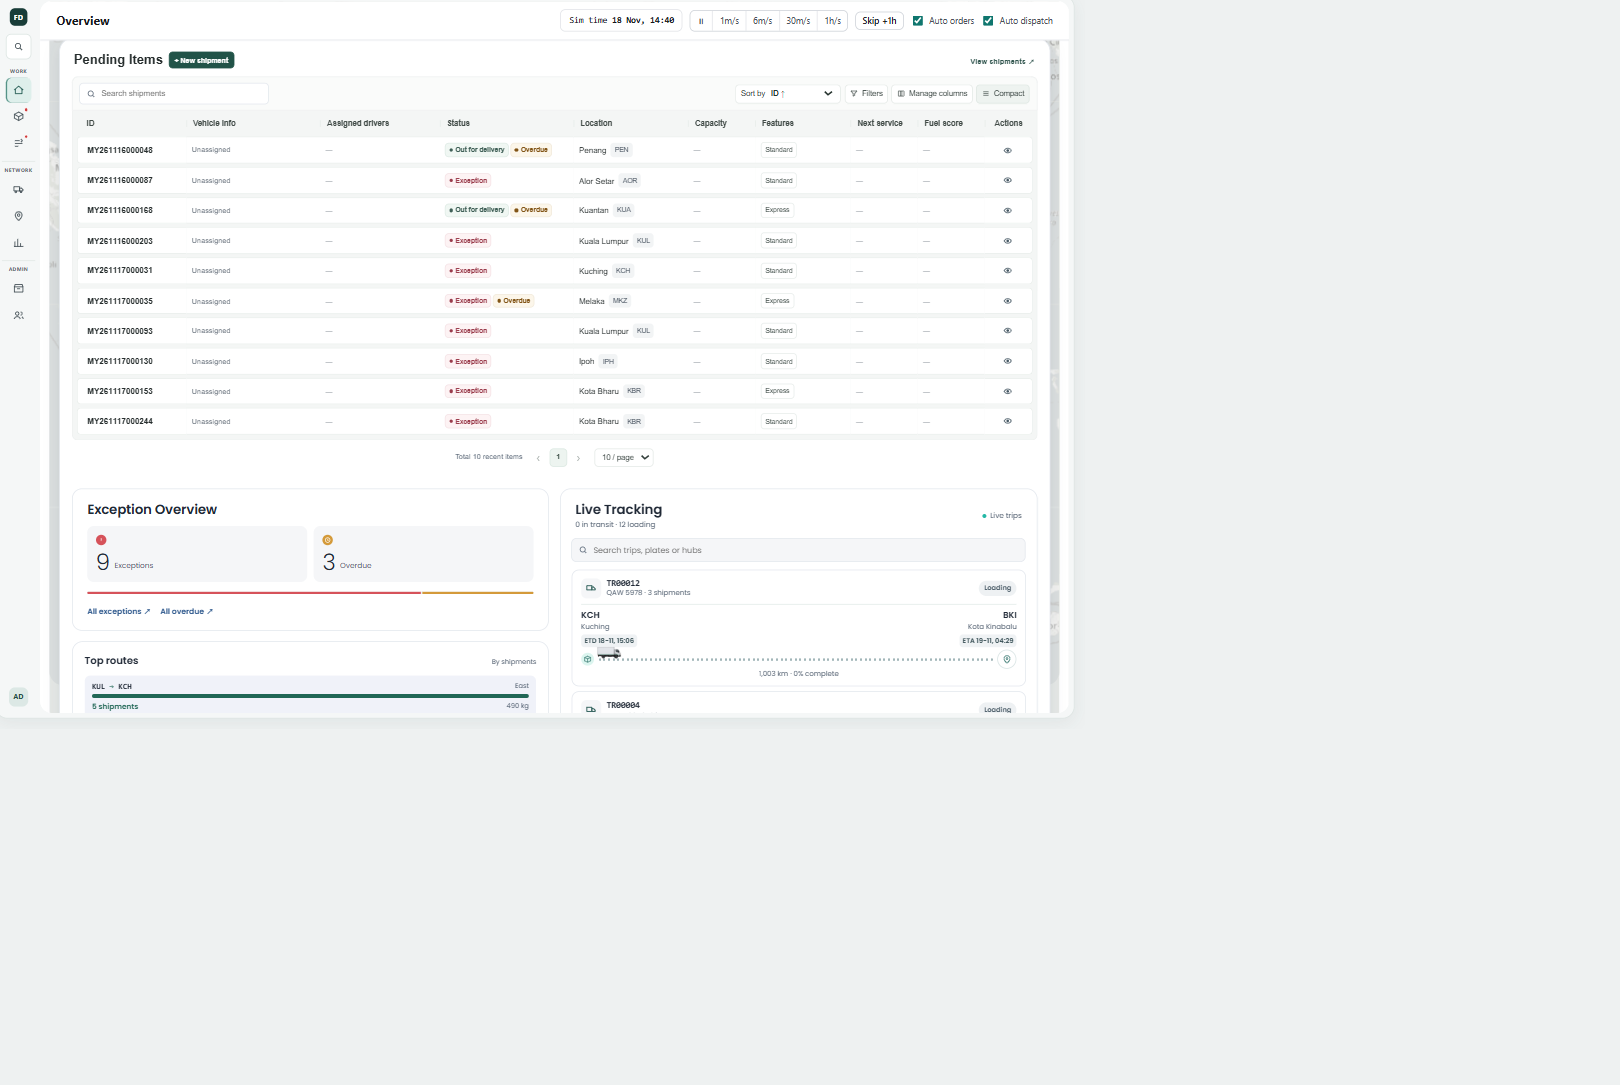 FD
Overview
Sim time 18 Nov, 14:40
1m/s 6m/s 30m/s 1h/s
Skip +1h
Auto orders
Auto dispatch
WORK
NETWORK
ADMIN
AD
Pending Items
+ New shipment
View shipments ↗
Search shipments
Sort by ID ↑
Filters
Manage columns
Compact
ID Vehicle info Assigned drivers Status Location Capacity Features Next service Fuel score Actions
MY261116000048 Unassigned — Out for delivery Overdue Penang PEN — Standard — —
MY261116000087 Unassigned — Exception Alor Setar AOR — Standard — —
MY261116000168 Unassigned — Out for delivery Overdue Kuantan KUA — Express — —
MY261116000203 Unassigned — Exception Kuala Lumpur KUL — Standard — —
MY261117000031 Unassigned — Exception Kuching KCH — Standard — —
MY261117000035 Unassigned — Exception Overdue Melaka MKZ — Express — —
MY261117000093 Unassigned — Exception Kuala Lumpur KUL — Standard — —
MY261117000130 Unassigned — Exception Ipoh IPH — Standard — —
MY261117000153 Unassigned — Exception Kota Bharu KBR — Express — —
MY261117000244 Unassigned — Exception Kota Bharu KBR — Standard — —
Total 10 recent items ‹ 1 › 10 / page
Exception Overview
9 Exceptions
3 Overdue
All exceptions ↗ All overdue ↗
Top routes
By shipments
KUL → KCH East
5 shipments 490 kg
Live Tracking
0 in transit · 12 loading
Live trips
Search trips, plates or hubs
TR00012
QAW 5978 · 3 shipments
Loading
KCH BKI
Kuching Kota Kinabalu
ETD 18-11, 15:06 ETA 19-11, 04:29
1,003 km · 0% complete
TR00004
Loading